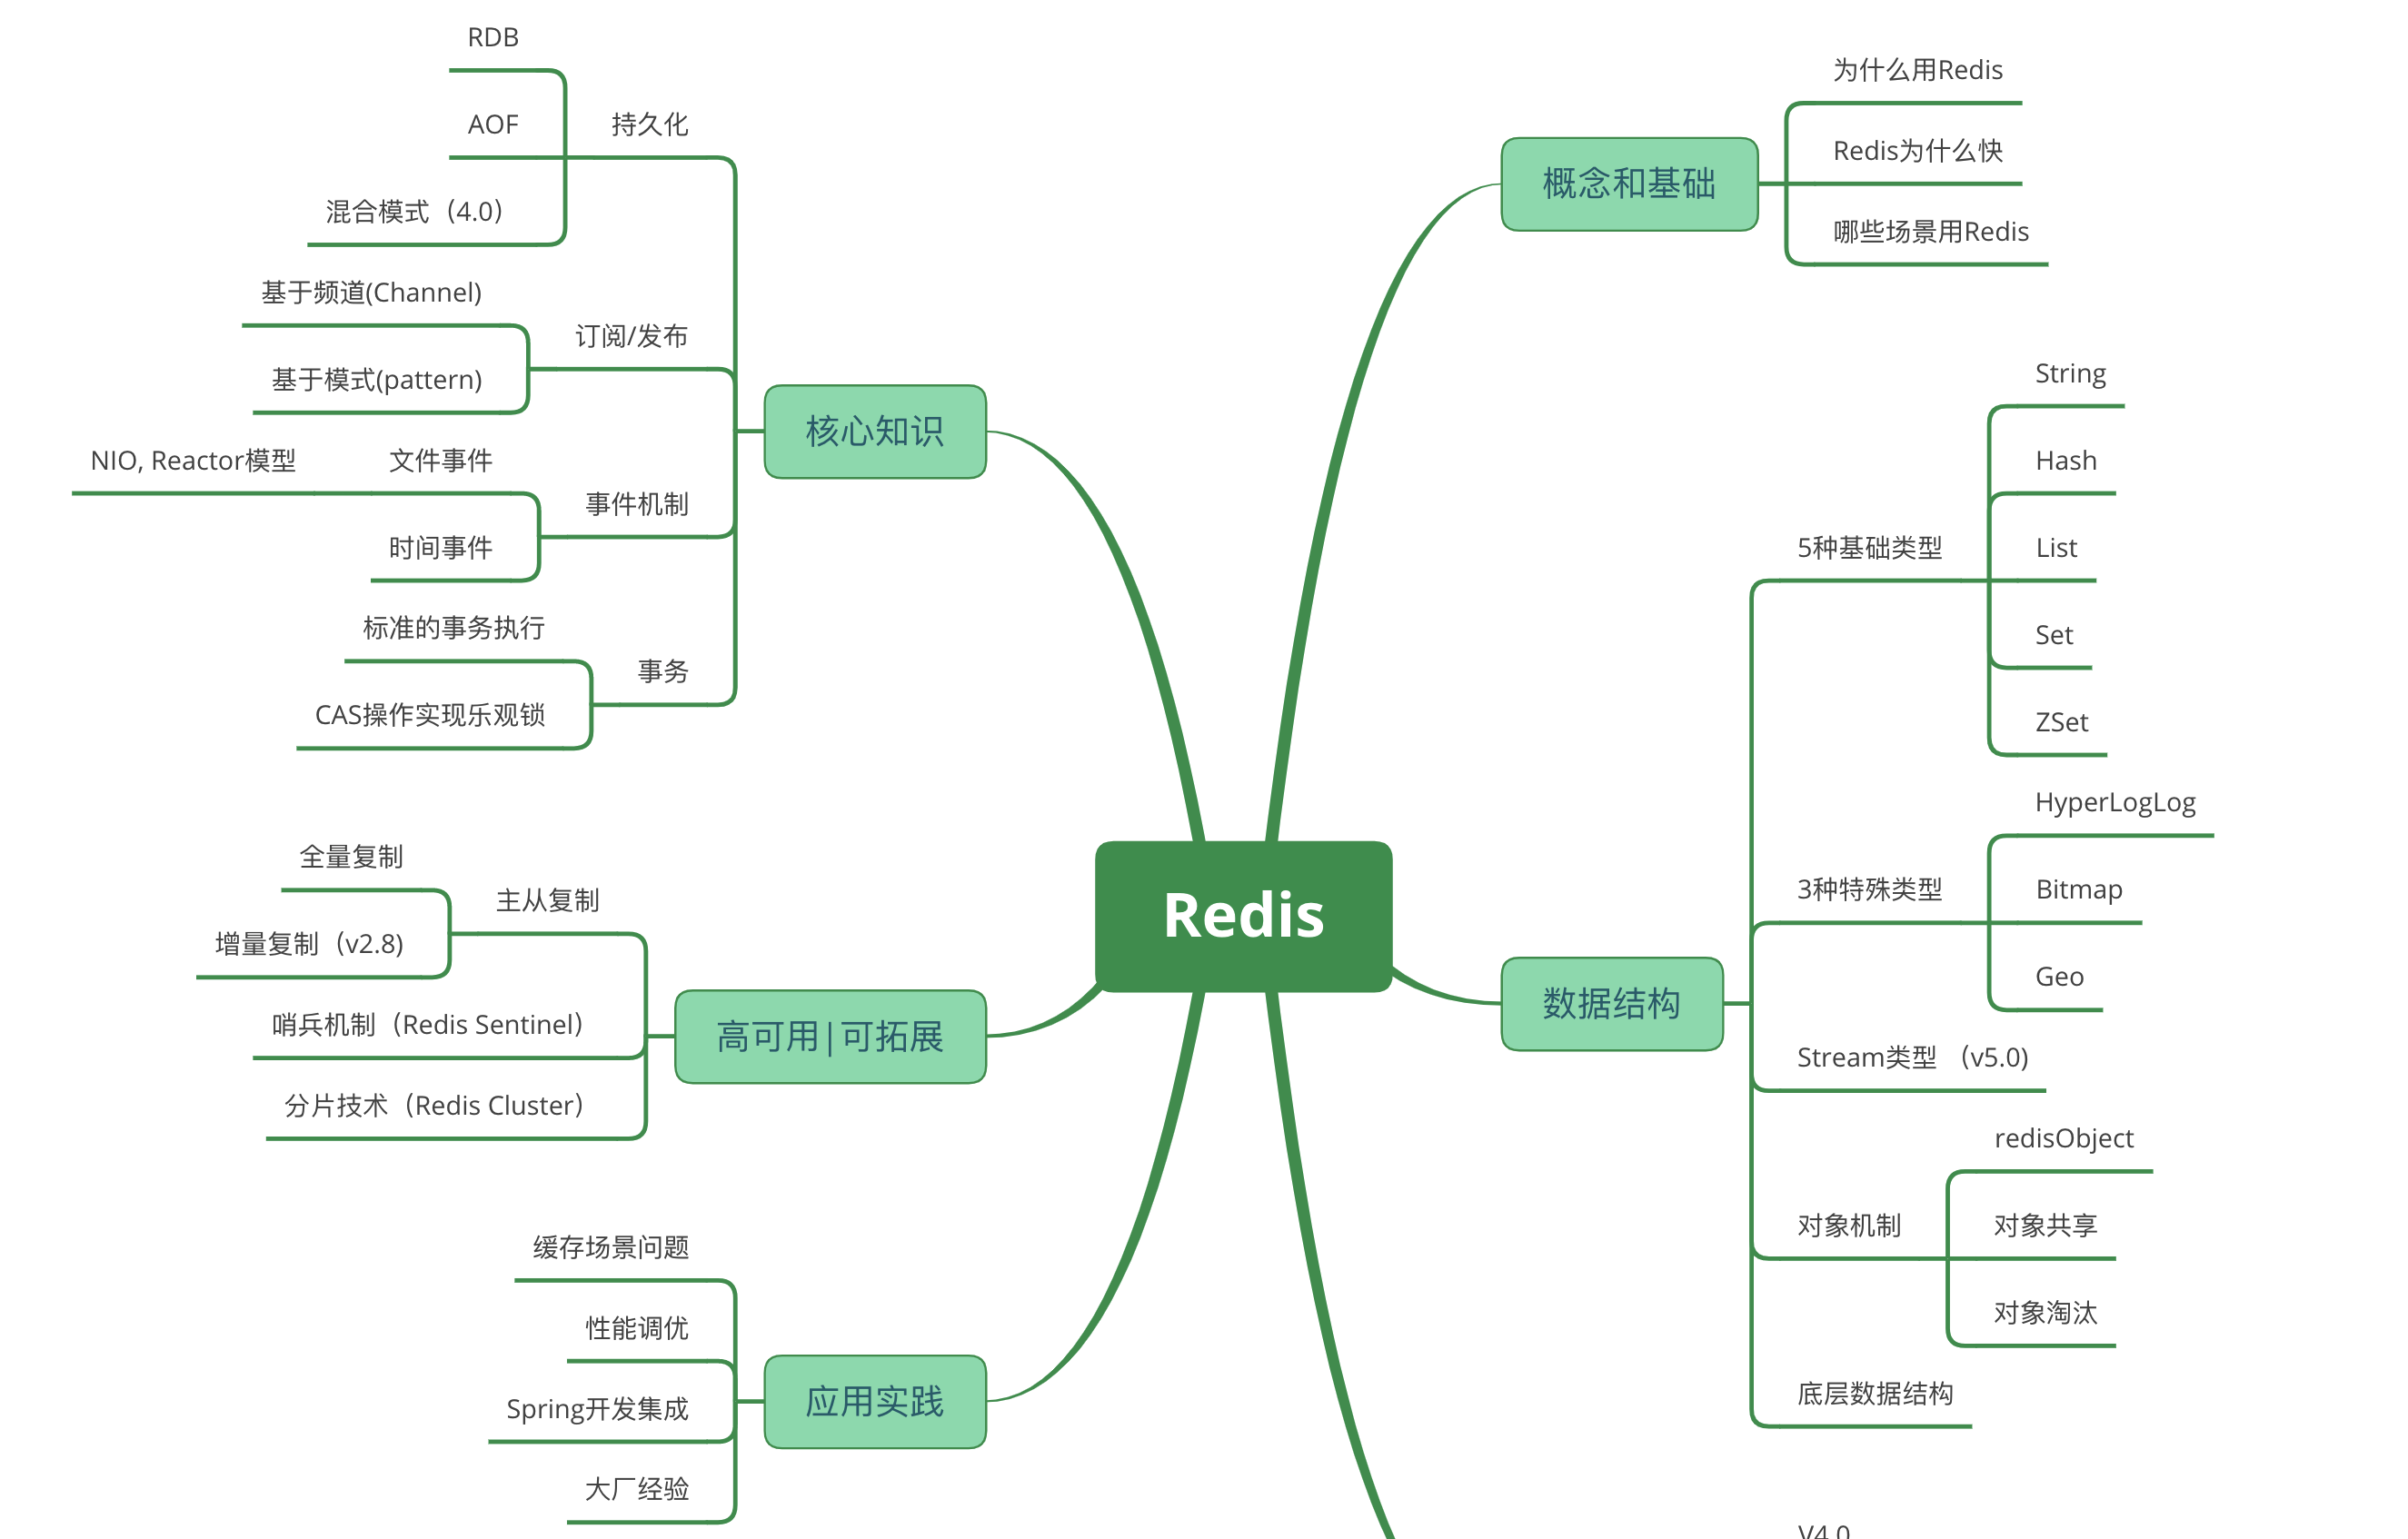 Redis
概念和基础
为什么用Redis
Redis为什么快
哪些场景用Redis
数据结构
5种基础类型
String
Hash
List
Set
ZSet
3种特殊类型
HyperLogLog
Bitmap
Geo
Stream类型 （v5.0)
对象机制
redisObject
对象共享
对象淘汰
底层数据结构
V4.0
核心知识
持久化
RDB
AOF
混合模式（4.0）
订阅/发布
基于频道(Channel)
基于模式(pattern)
事件机制
文件事件
NIO, Reactor模型
时间事件
事务
标准的事务执行
CAS操作实现乐观锁
高可用|可拓展
主从复制
全量复制
增量复制（v2.8)
哨兵机制（Redis Sentinel）
分片技术（Redis Cluster）
应用实践
缓存场景问题
性能调优
Spring开发集成
大厂经验